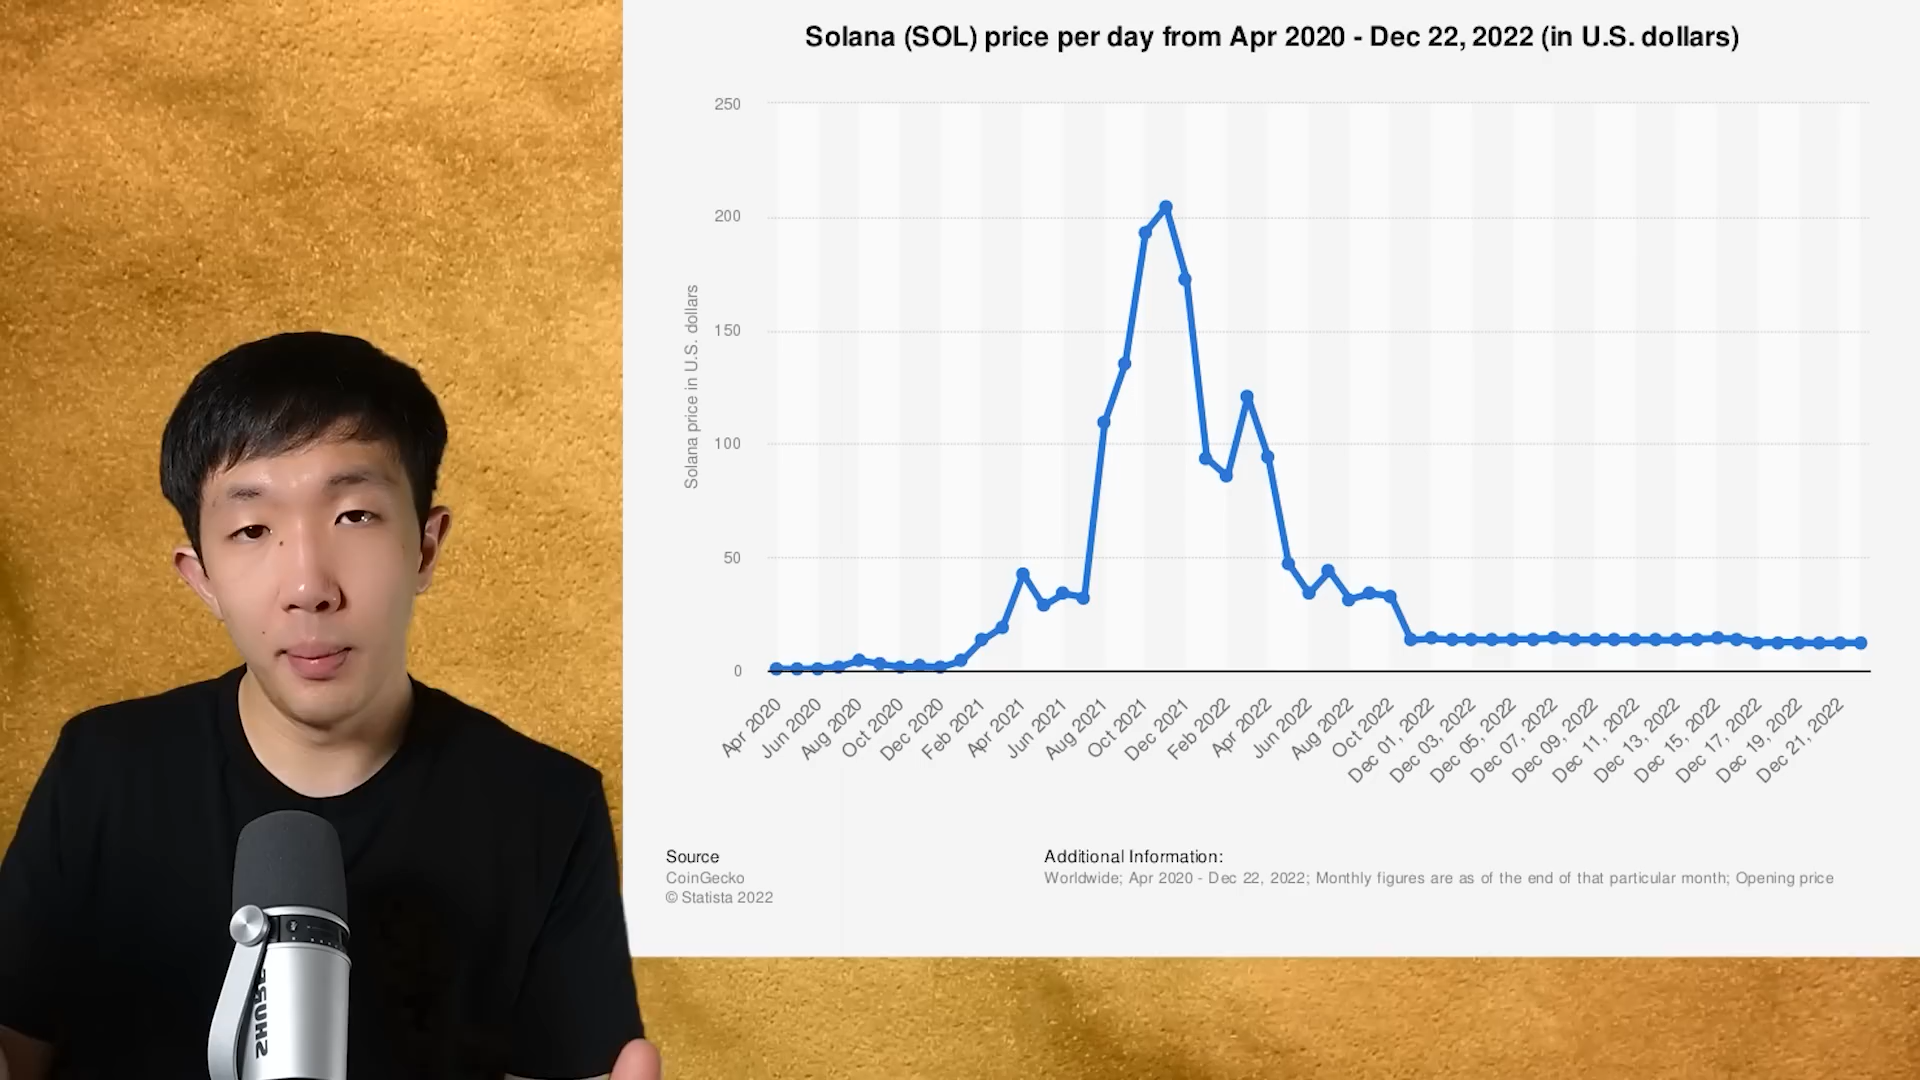 Solana (SOL) price per day from Apr 2020 - Dec 22, 2022 (in U.S. dollars)
Solana price in U.S. dollars
250
200
150
100
50
0
Apr 2020
Jun 2020
Aug 2020
Oct 2020
Dec 2020
Feb 2021
Apr 2021
Jun 2021
Aug 2021
Oct 2021
Dec 2021
Feb 2022
Apr 2022
Jun 2022
Aug 2022
Oct 2022
Dec 01, 2022
Dec 03, 2022
Dec 05, 2022
Dec 07, 2022
Dec 09, 2022
Dec 11, 2022
Dec 13, 2022
Dec 15, 2022
Dec 17, 2022
Dec 19, 2022
Dec 21, 2022
Source
CoinGecko
© Statista 2022
Additional Information:
Worldwide; Apr 2020 - Dec 22, 2022; Monthly figures are as of the end of that particular month; Opening price
SHURE